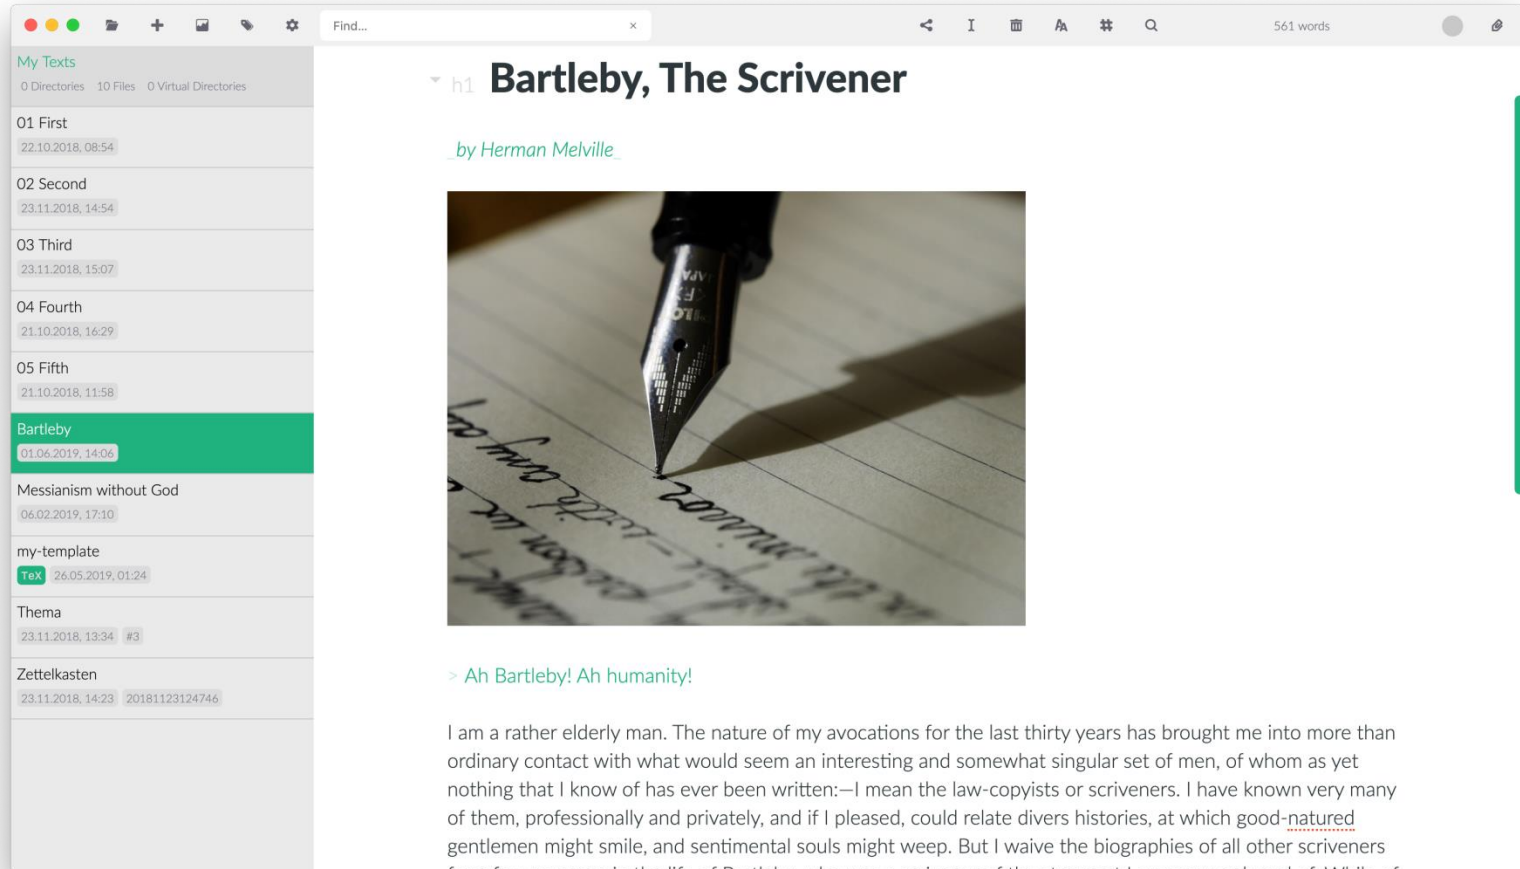 Find...
×
561 words
My Texts
0 Directories 10 Files 0 Virtual Directories
01 First
22.10.2018, 08:54
02 Second
23.11.2018, 14:54
03 Third
23.11.2018, 15:07
04 Fourth
21.10.2018, 16:29
05 Fifth
21.10.2018, 11:58
Bartleby
01.06.2019, 14:06
Messianism without God
06.02.2019, 17:10
my-template
TeX 26.05.2019, 01:24
Thema
23.11.2018, 13:34 #3
Zettelkasten
23.11.2018, 14:23 20181123124746
h1 Bartleby, The Scrivener
_by Herman Melville_
> Ah Bartleby! Ah humanity!
I am a rather elderly man. The nature of my avocations for the last thirty years has brought me into more than
ordinary contact with what would seem an interesting and somewhat singular set of men, of whom as yet
nothing that I know of has ever been written:—I mean the law-copyists or scriveners. I have known very many
of them, professionally and privately, and if I pleased, could relate divers histories, at which good-natured
gentlemen might smile, and sentimental souls might weep. But I waive the biographies of all other scriveners